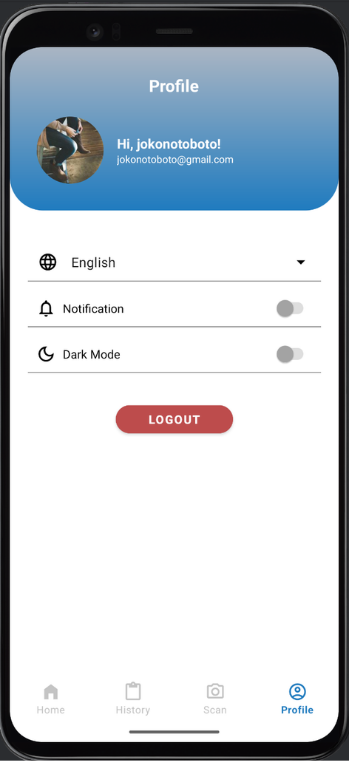 Profile
Hi, jokonotoboto!
jokonotoboto@gmail.com
English
Notification
Dark Mode
LOGOUT
Home
History
Scan
Profile